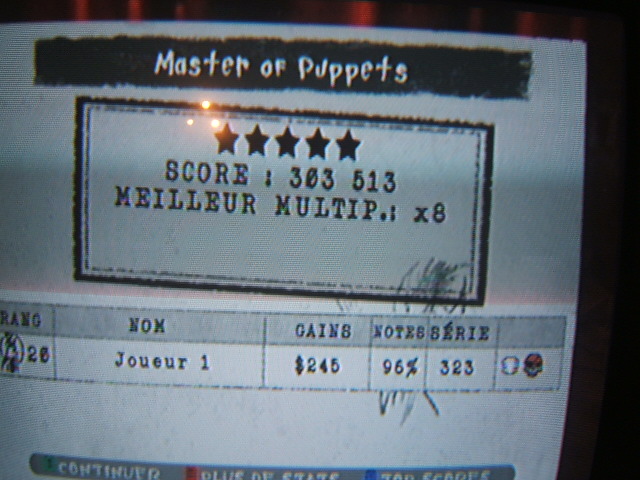 Master of Puppets
SCORE : 303 513
MEILLEUR MULTIP.: x8
RANG NOM GAINS NOTES SÉRIE
26 Joueur 1 $245 96% 323
CONTINUER PLUS DE STATS TOP SCORES